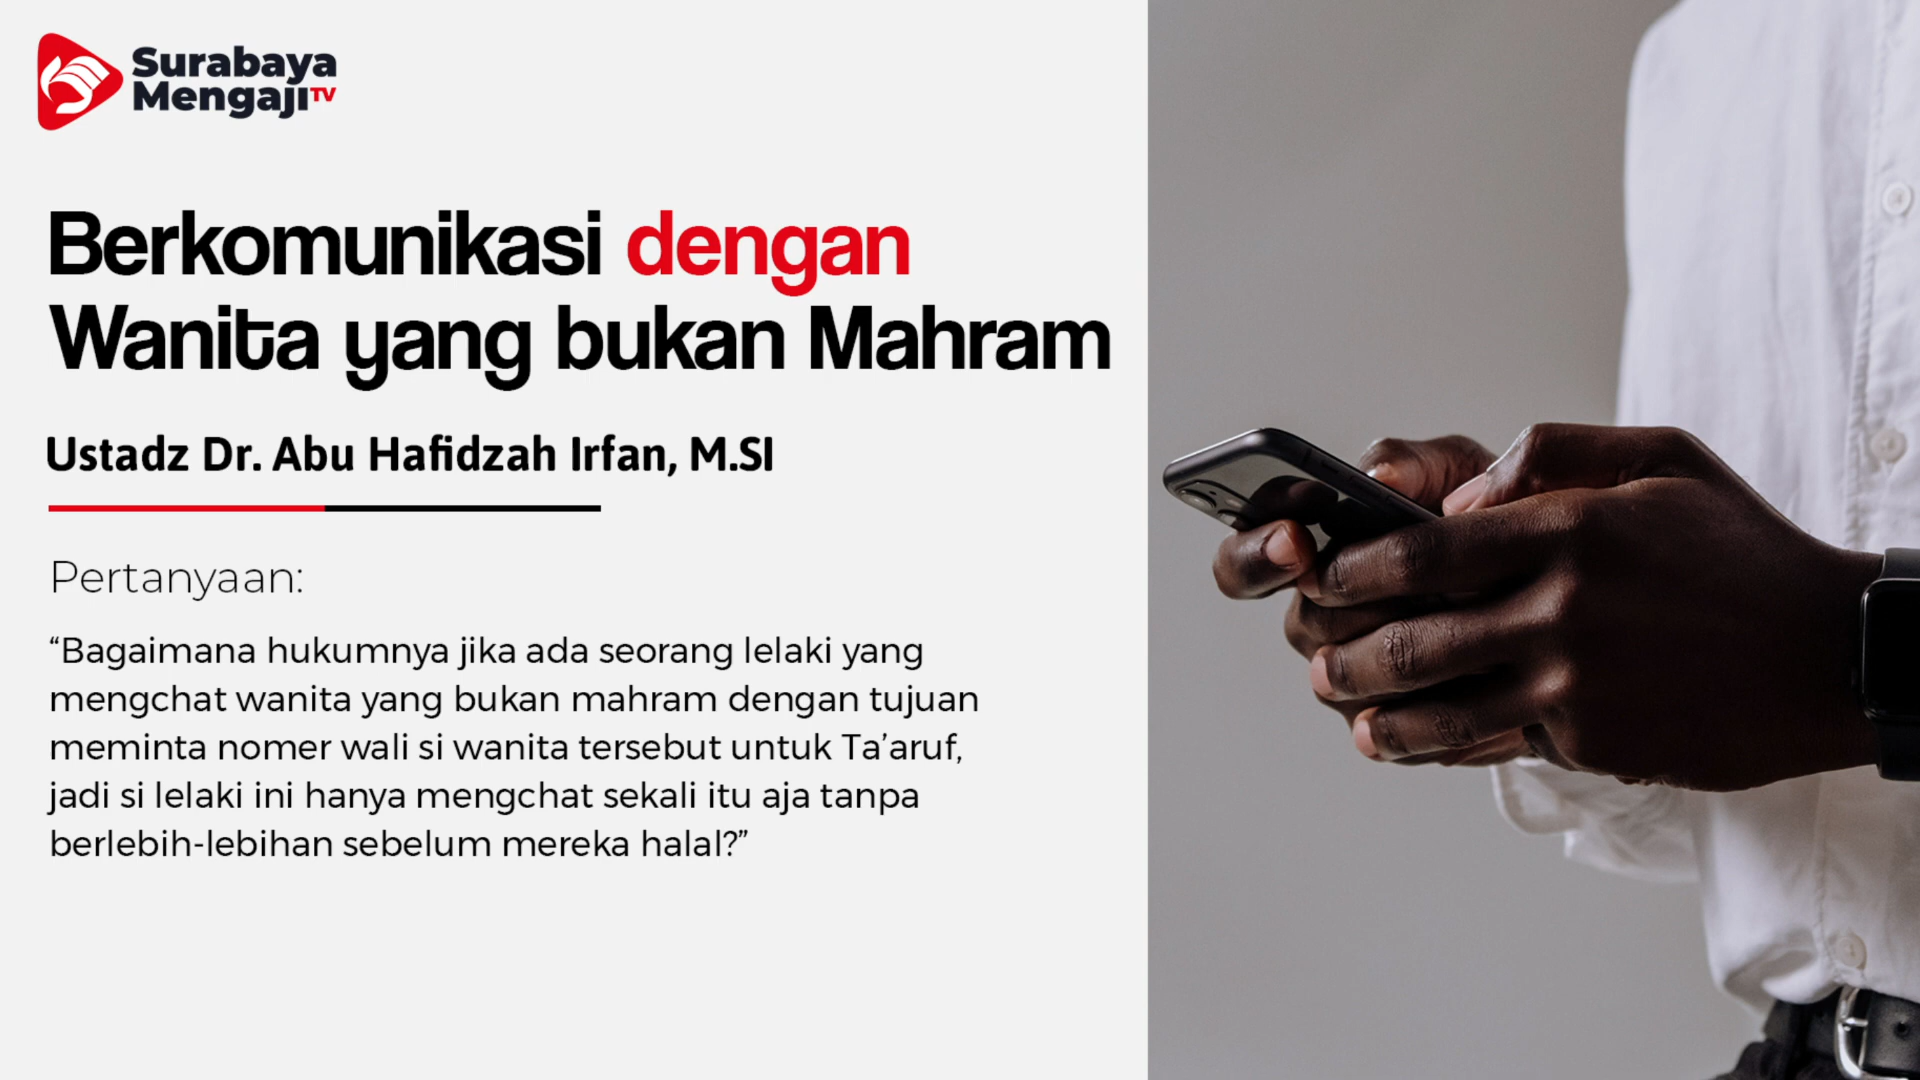 Surabaya
MengajiTV
Berkomunikasi dengan
Wanita yang bukan Mahram
Ustadz Dr. Abu Hafidzah Irfan, M.SI
Pertanyaan:
“Bagaimana hukumnya jika ada seorang lelaki yang
mengchat wanita yang bukan mahram dengan tujuan
meminta nomer wali si wanita tersebut untuk Ta’aruf,
jadi si lelaki ini hanya mengchat sekali itu aja tanpa
berlebih-lebihan sebelum mereka halal?”